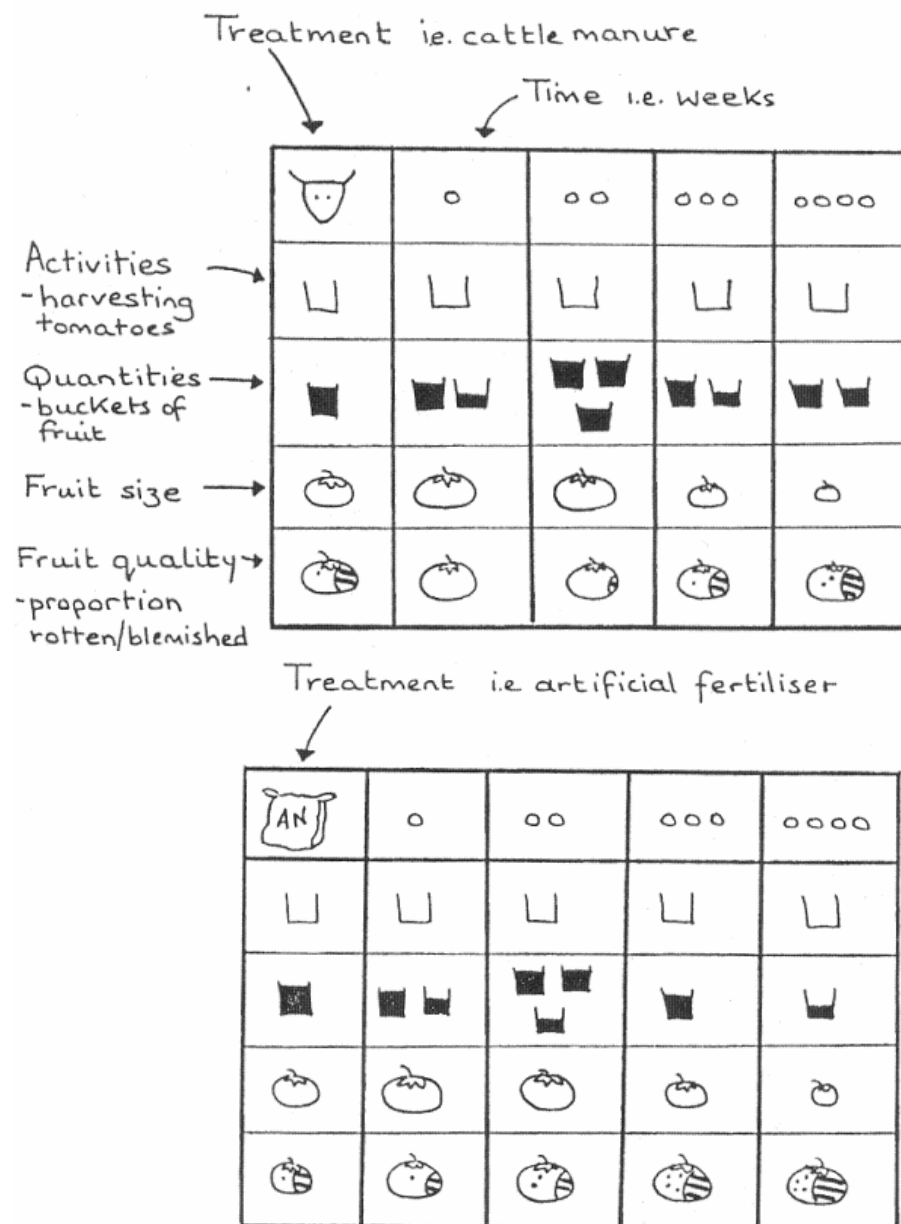 Treatment ie. cattle manure
Time i.e. weeks
Activities
-harvesting
tomatoes
Quantities
-buckets of
fruit
Fruit size
Fruit quality
-proportion
rotten/blemished
Treatment i.e artificial fertiliser
AN